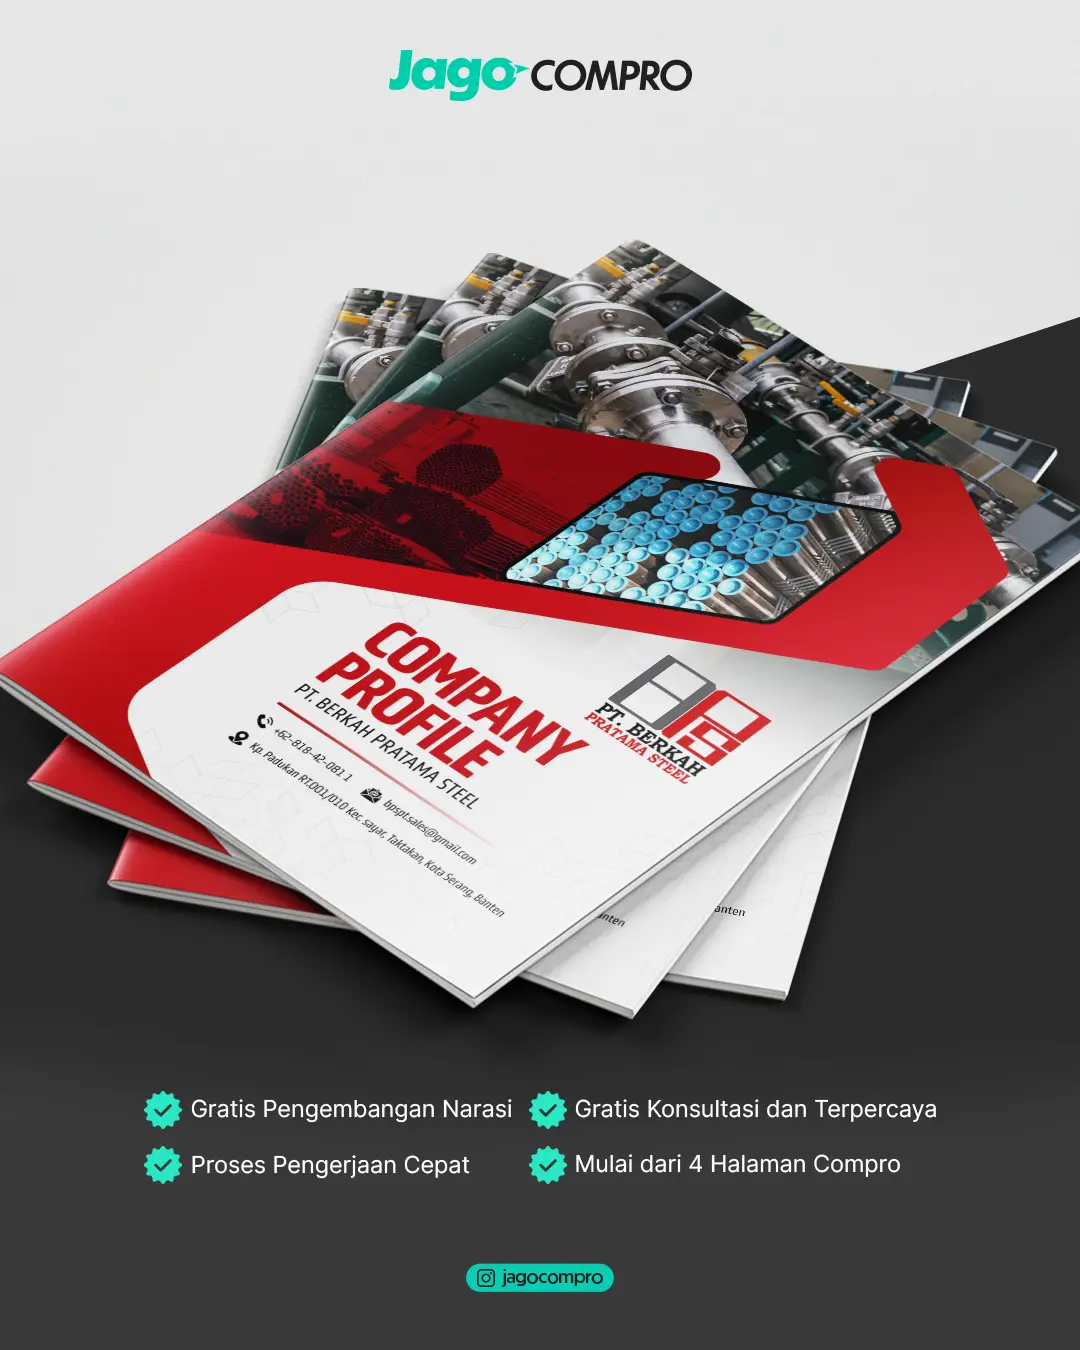 Jago COMPRO
COMPANY
PROFILE
PT. BERKAH PRATAMA STEEL
+62-818-42-081 1
bpspt.sales@gmail.com
Kp. Padukan RT.001/010 Kec. sayar, Taktakan, Kota Serang, Banten
PT. BERKAH
PRATAMA STEEL
anten
anten
Gratis Pengembangan Narasi
Gratis Konsultasi dan Terpercaya
Proses Pengerjaan Cepat
Mulai dari 4 Halaman Compro
jagocompro